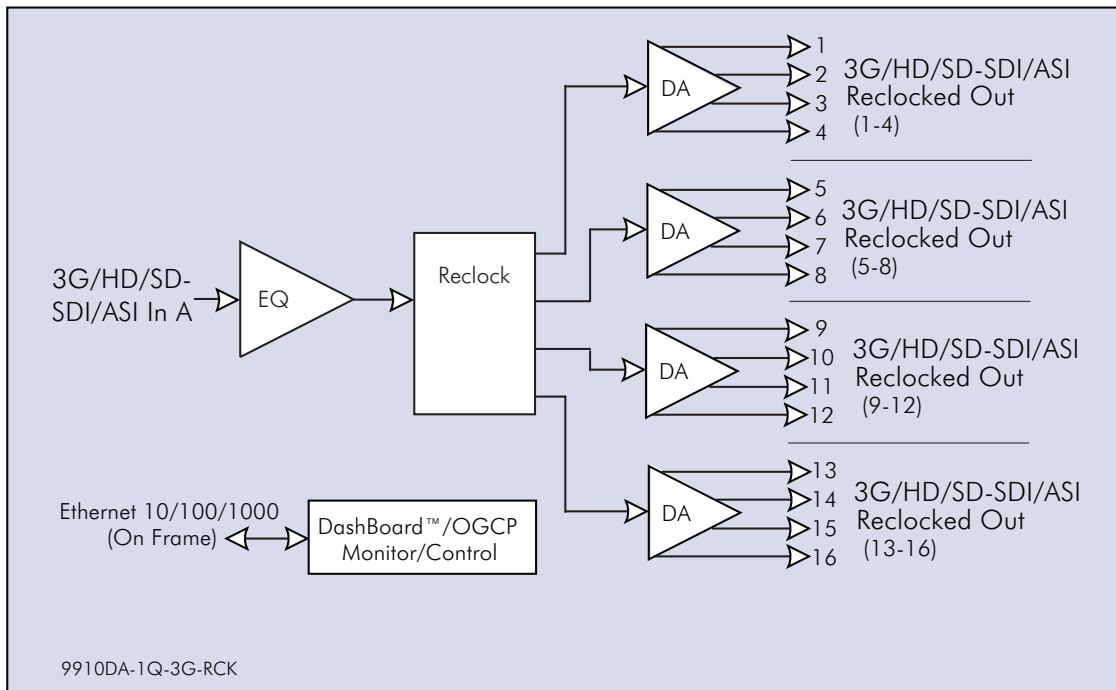 3G/HD/SD-
SDI/ASI In A
EQ
Reclock
DA
1
2
3
4
3G/HD/SD-SDI/ASI
Reclocked Out
(1-4)
DA
5
6
7
8
3G/HD/SD-SDI/ASI
Reclocked Out
(5-8)
DA
9
10
11
12
3G/HD/SD-SDI/ASI
Reclocked Out
(9-12)
DA
13
14
15
16
3G/HD/SD-SDI/ASI
Reclocked Out
(13-16)
Ethernet 10/100/1000
(On Frame)
DashBoard™/OGCP
Monitor/Control
9910DA-1Q-3G-RCK